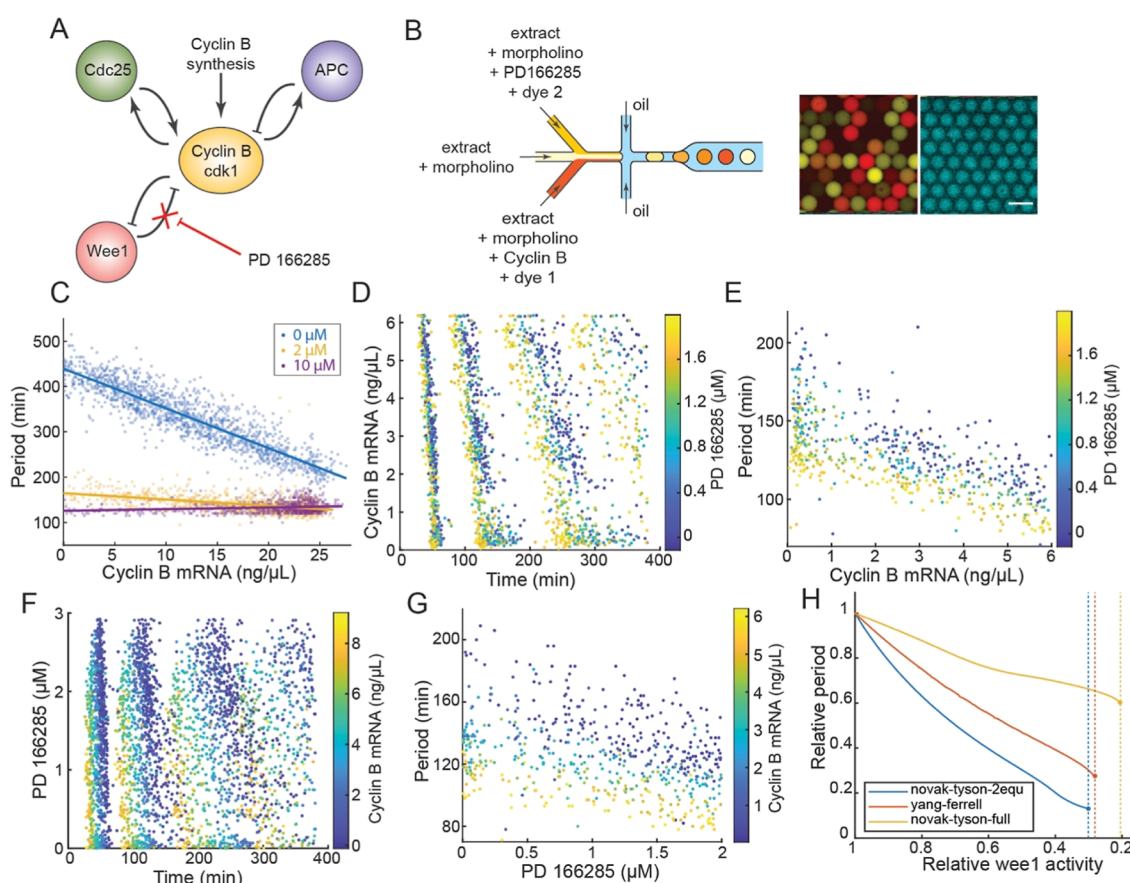 A
Cdc25
Cyclin B
synthesis
APC
Cyclin B
cdk1
Wee1
PD 166285
B
extract
+ morpholino
+ PD166285
+ dye 2
oil
extract
+ morpholino
oil
extract
+ morpholino
+ Cyclin B
+ dye 1
C
Period (min)
500
400
300
200
100
0 μM
2 μM
10 μM
0 5 10 15 20 25
Cyclin B mRNA (ng/μL)
D
Cyclin B mRNA (ng/μL)
6
5
4
3
2
1
0
0 100 200 300 400
Time (min)
1.6
1.2
0.8
0.4
0
PD 166285 (μM)
E
Period (min)
200
150
100
0 1 2 3 4 5 6
Cyclin B mRNA (ng/μL)
1.6
1.2
0.8
0.4
0
PD 166285 (μM)
F
PD 166285 (μM)
3
2
1
0
0 100 200 300 400
Time (min)
8
6
4
2
0
Cyclin B mRNA (ng/μL)
G
Period (min)
200
160
120
80
0 0.5 1 1.5 2
PD 166285 (μM)
6
5
4
3
2
1
Cyclin B mRNA (ng/μL)
H
Relative period
1
0.8
0.6
0.4
0.2
0
novak-tyson-2equ
yang-ferrell
novak-tyson-full
1 0.8 0.6 0.4 0.2
Relative wee1 activity